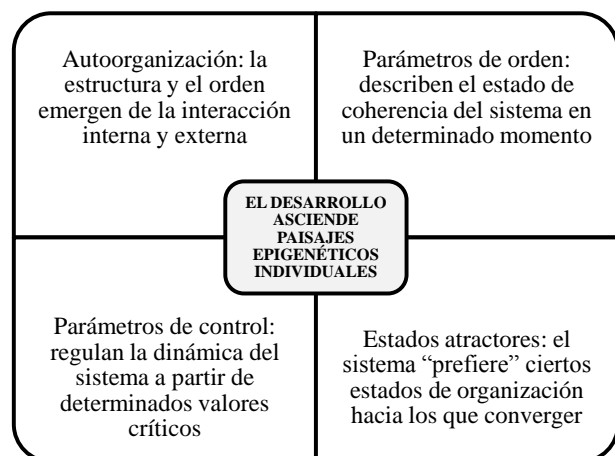 Autoorganización: la
estructura y el orden
emergen de la interacción
interna y externa
Parámetros de orden:
describen el estado de
coherencia del sistema en
un determinado momento
EL DESARROLLO
ASCIENDE
PAISAJES
EPIGENÉTICOS
INDIVIDUALES
Parámetros de control:
regulan la dinámica del
sistema a partir de
determinados valores
críticos
Estados atractores: el
sistema “prefiere” ciertos
estados de organización
hacia los que converger